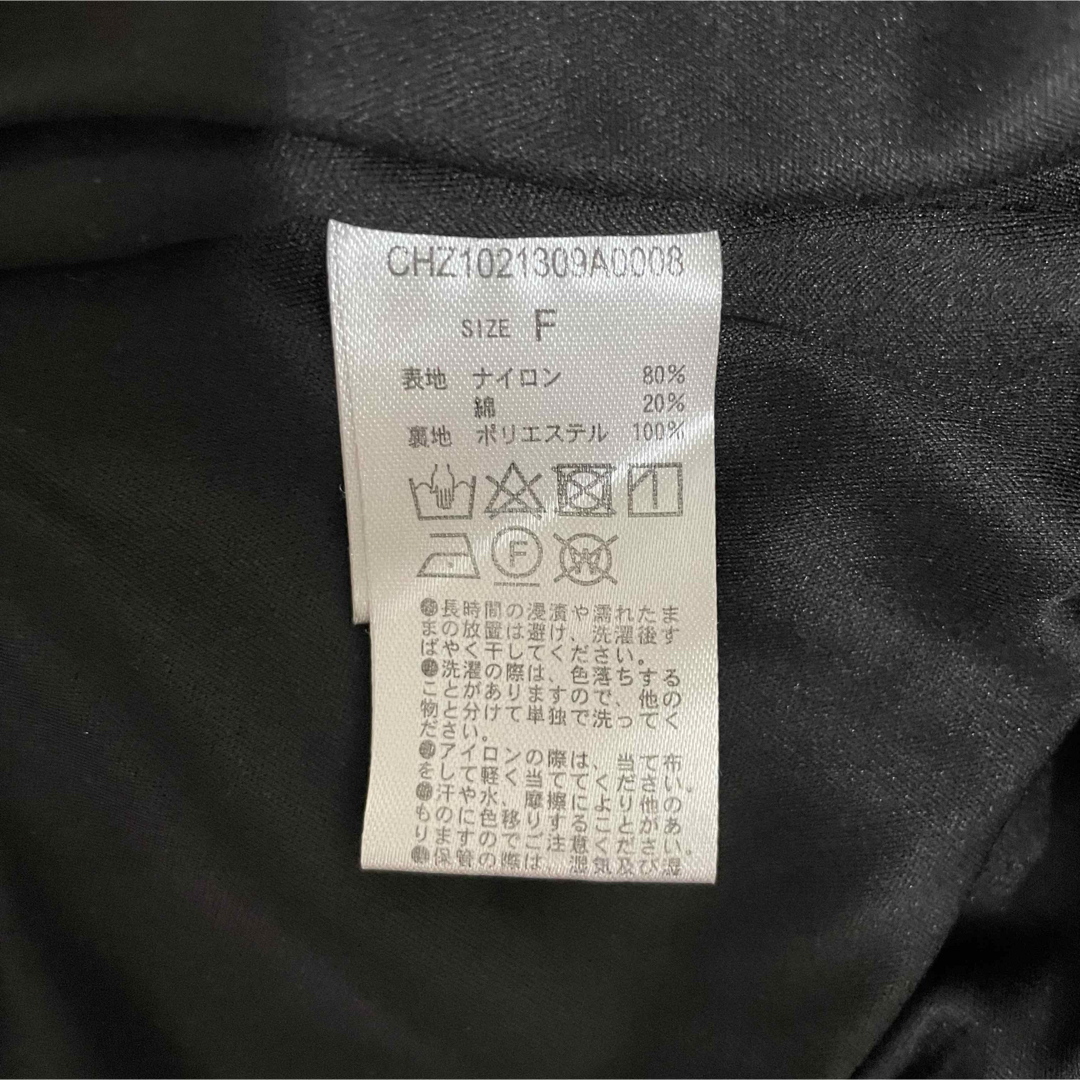 CHZ1021309A0008
SIZE F
表地 ナイロン 80%
綿 20%
裏地 ポリエステル 100%
F
W
長時間の浸漬や濡れたま
まの放置は避け、洗濯後す
ばやく干してください。
洗濯の際は、色落ちする
ことがありますので、他の
物と分けて単独で洗ってく
ださい。
アイロンの際は、当て布
をして軽く当ててください。
汗や水、摩擦により他の
ものに色移りすることがあ
りますのでご注意ください。
保管の際は、湿気及び湿